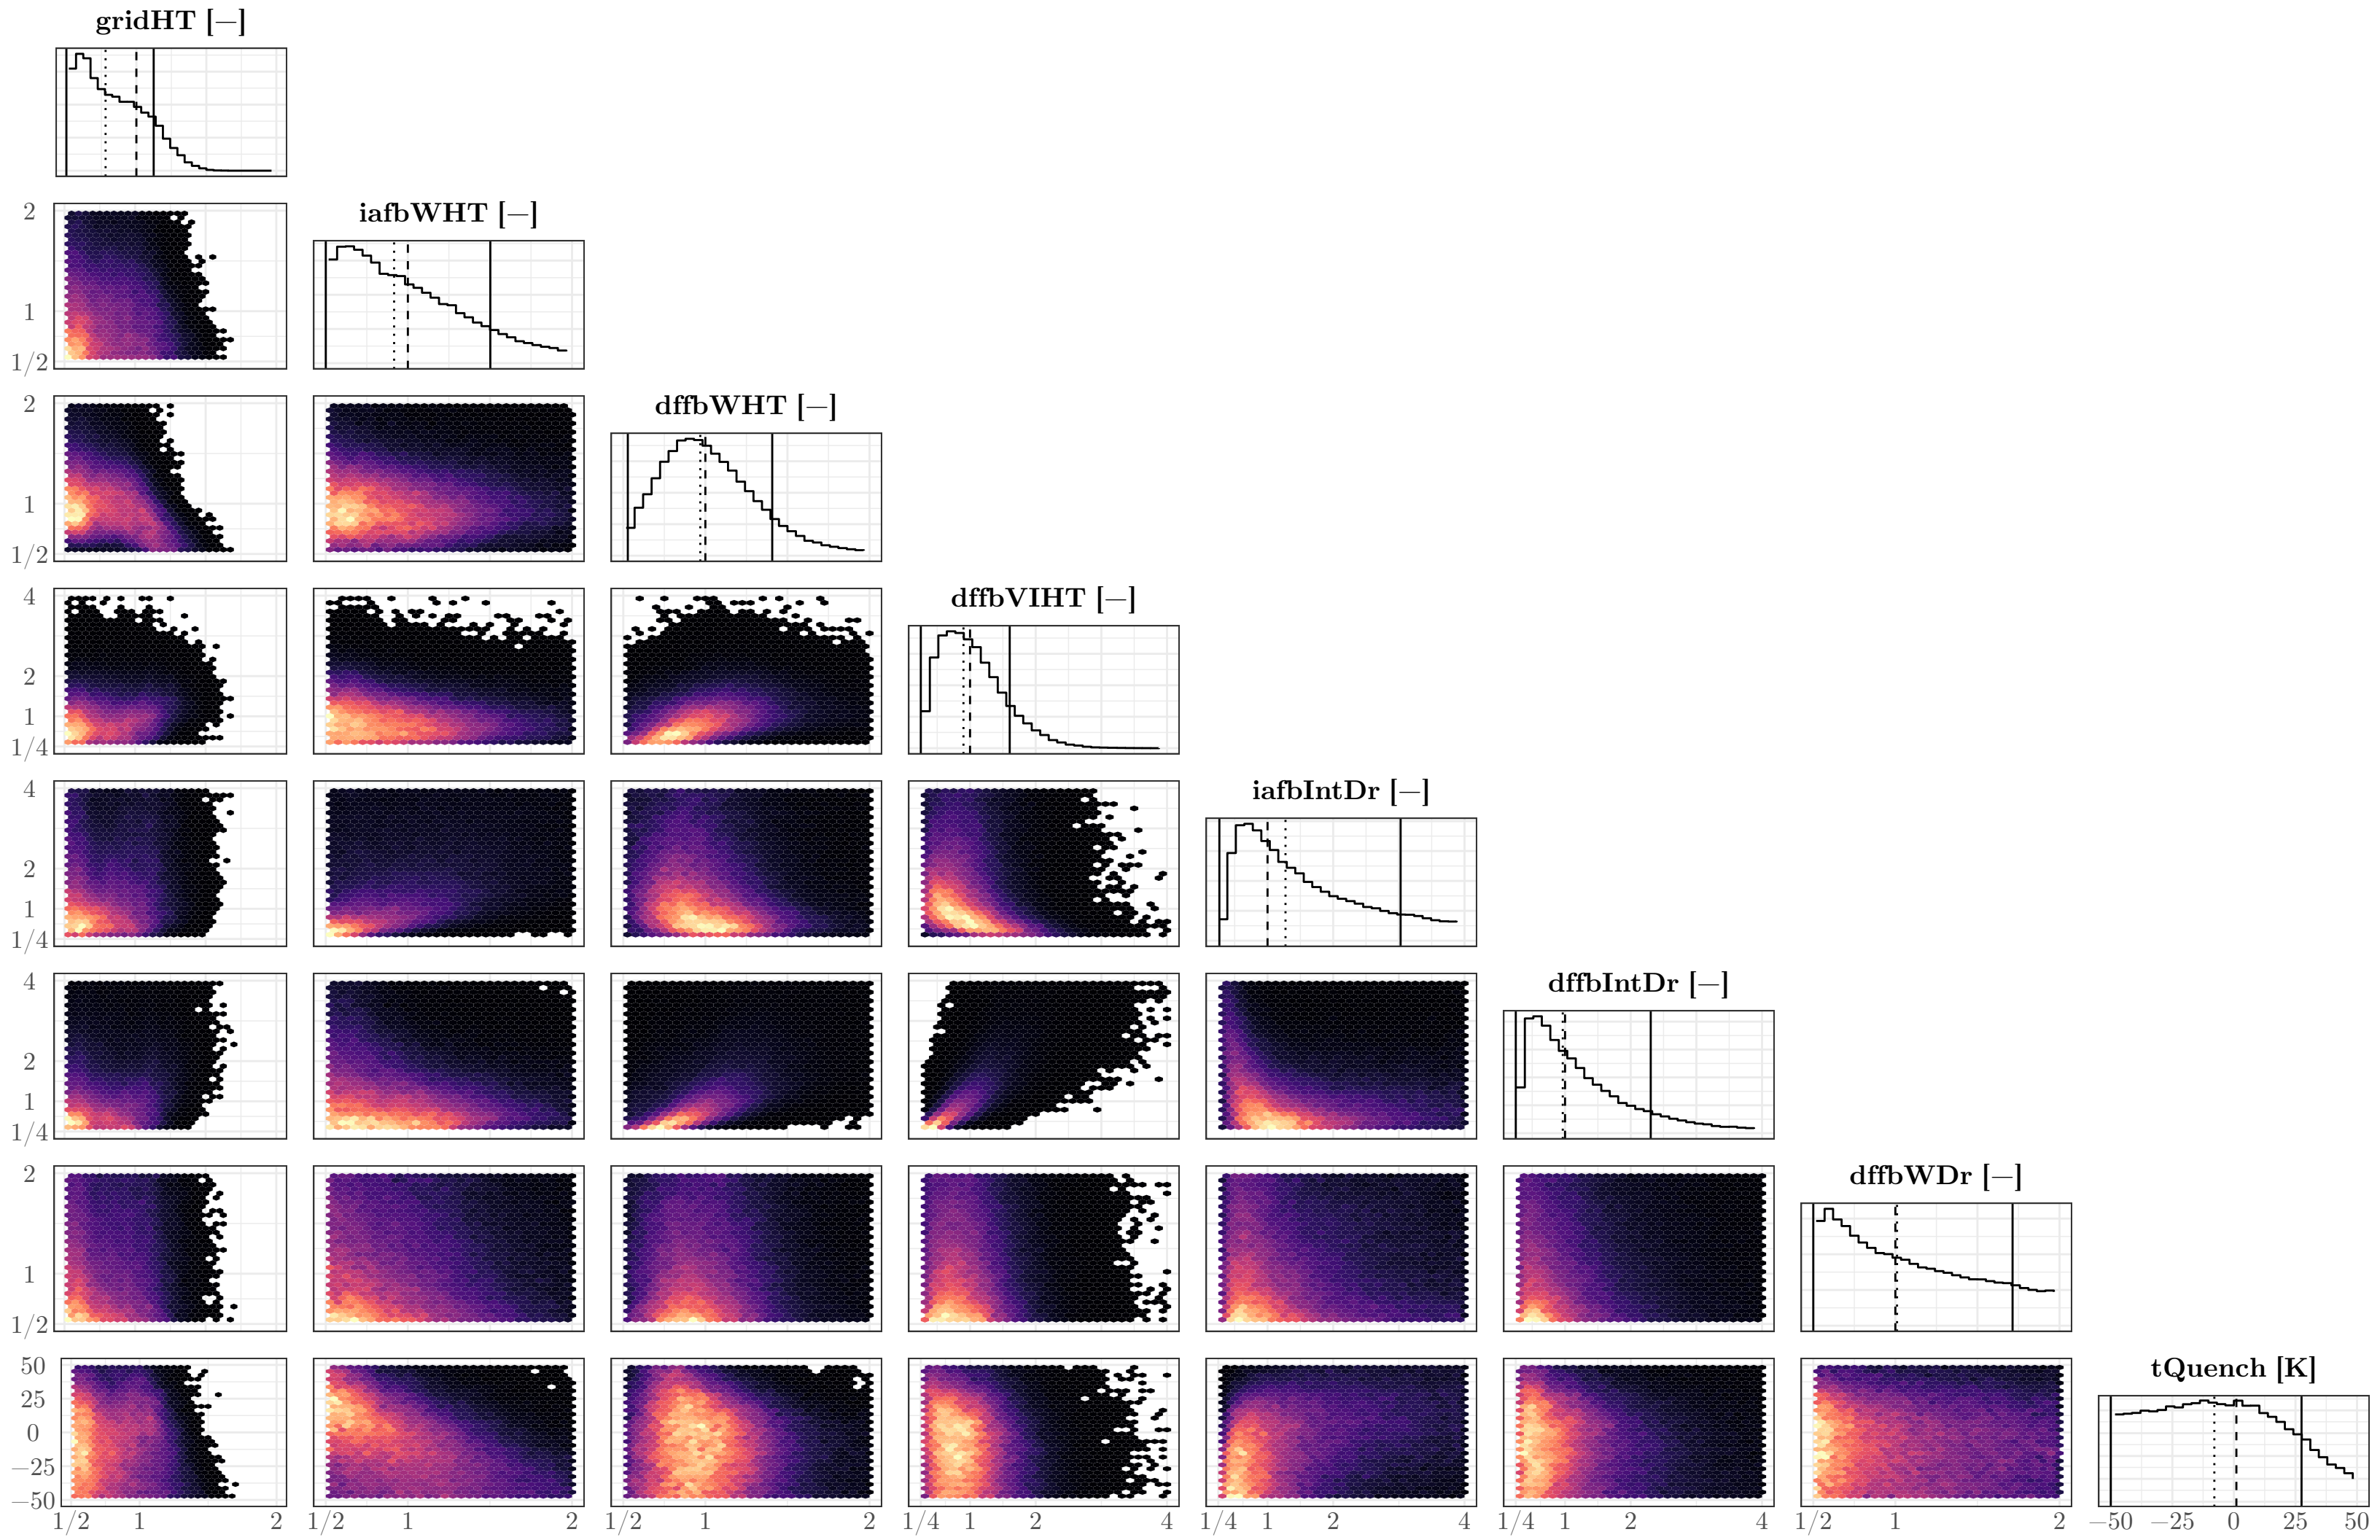 gridHT [—]
2
1
1/2
iafbWHT [—]
2
1
1/2
dffbWHT [—]
4
2
1
1/4
dffbVIHT [—]
4
2
1
1/4
iafbIntDr [—]
4
2
1
1/4
dffbIntDr [—]
2
1
1/2
dffbWDr [—]
50
25
0
−25
−50
tQuench [K]
1/2 1 2 1/2 1 2 1/2 1 2 1/4 1 2 4 1/4 1 2 4 1/4 1 2 4 1/2 1 2 −50 −25 0 25 50